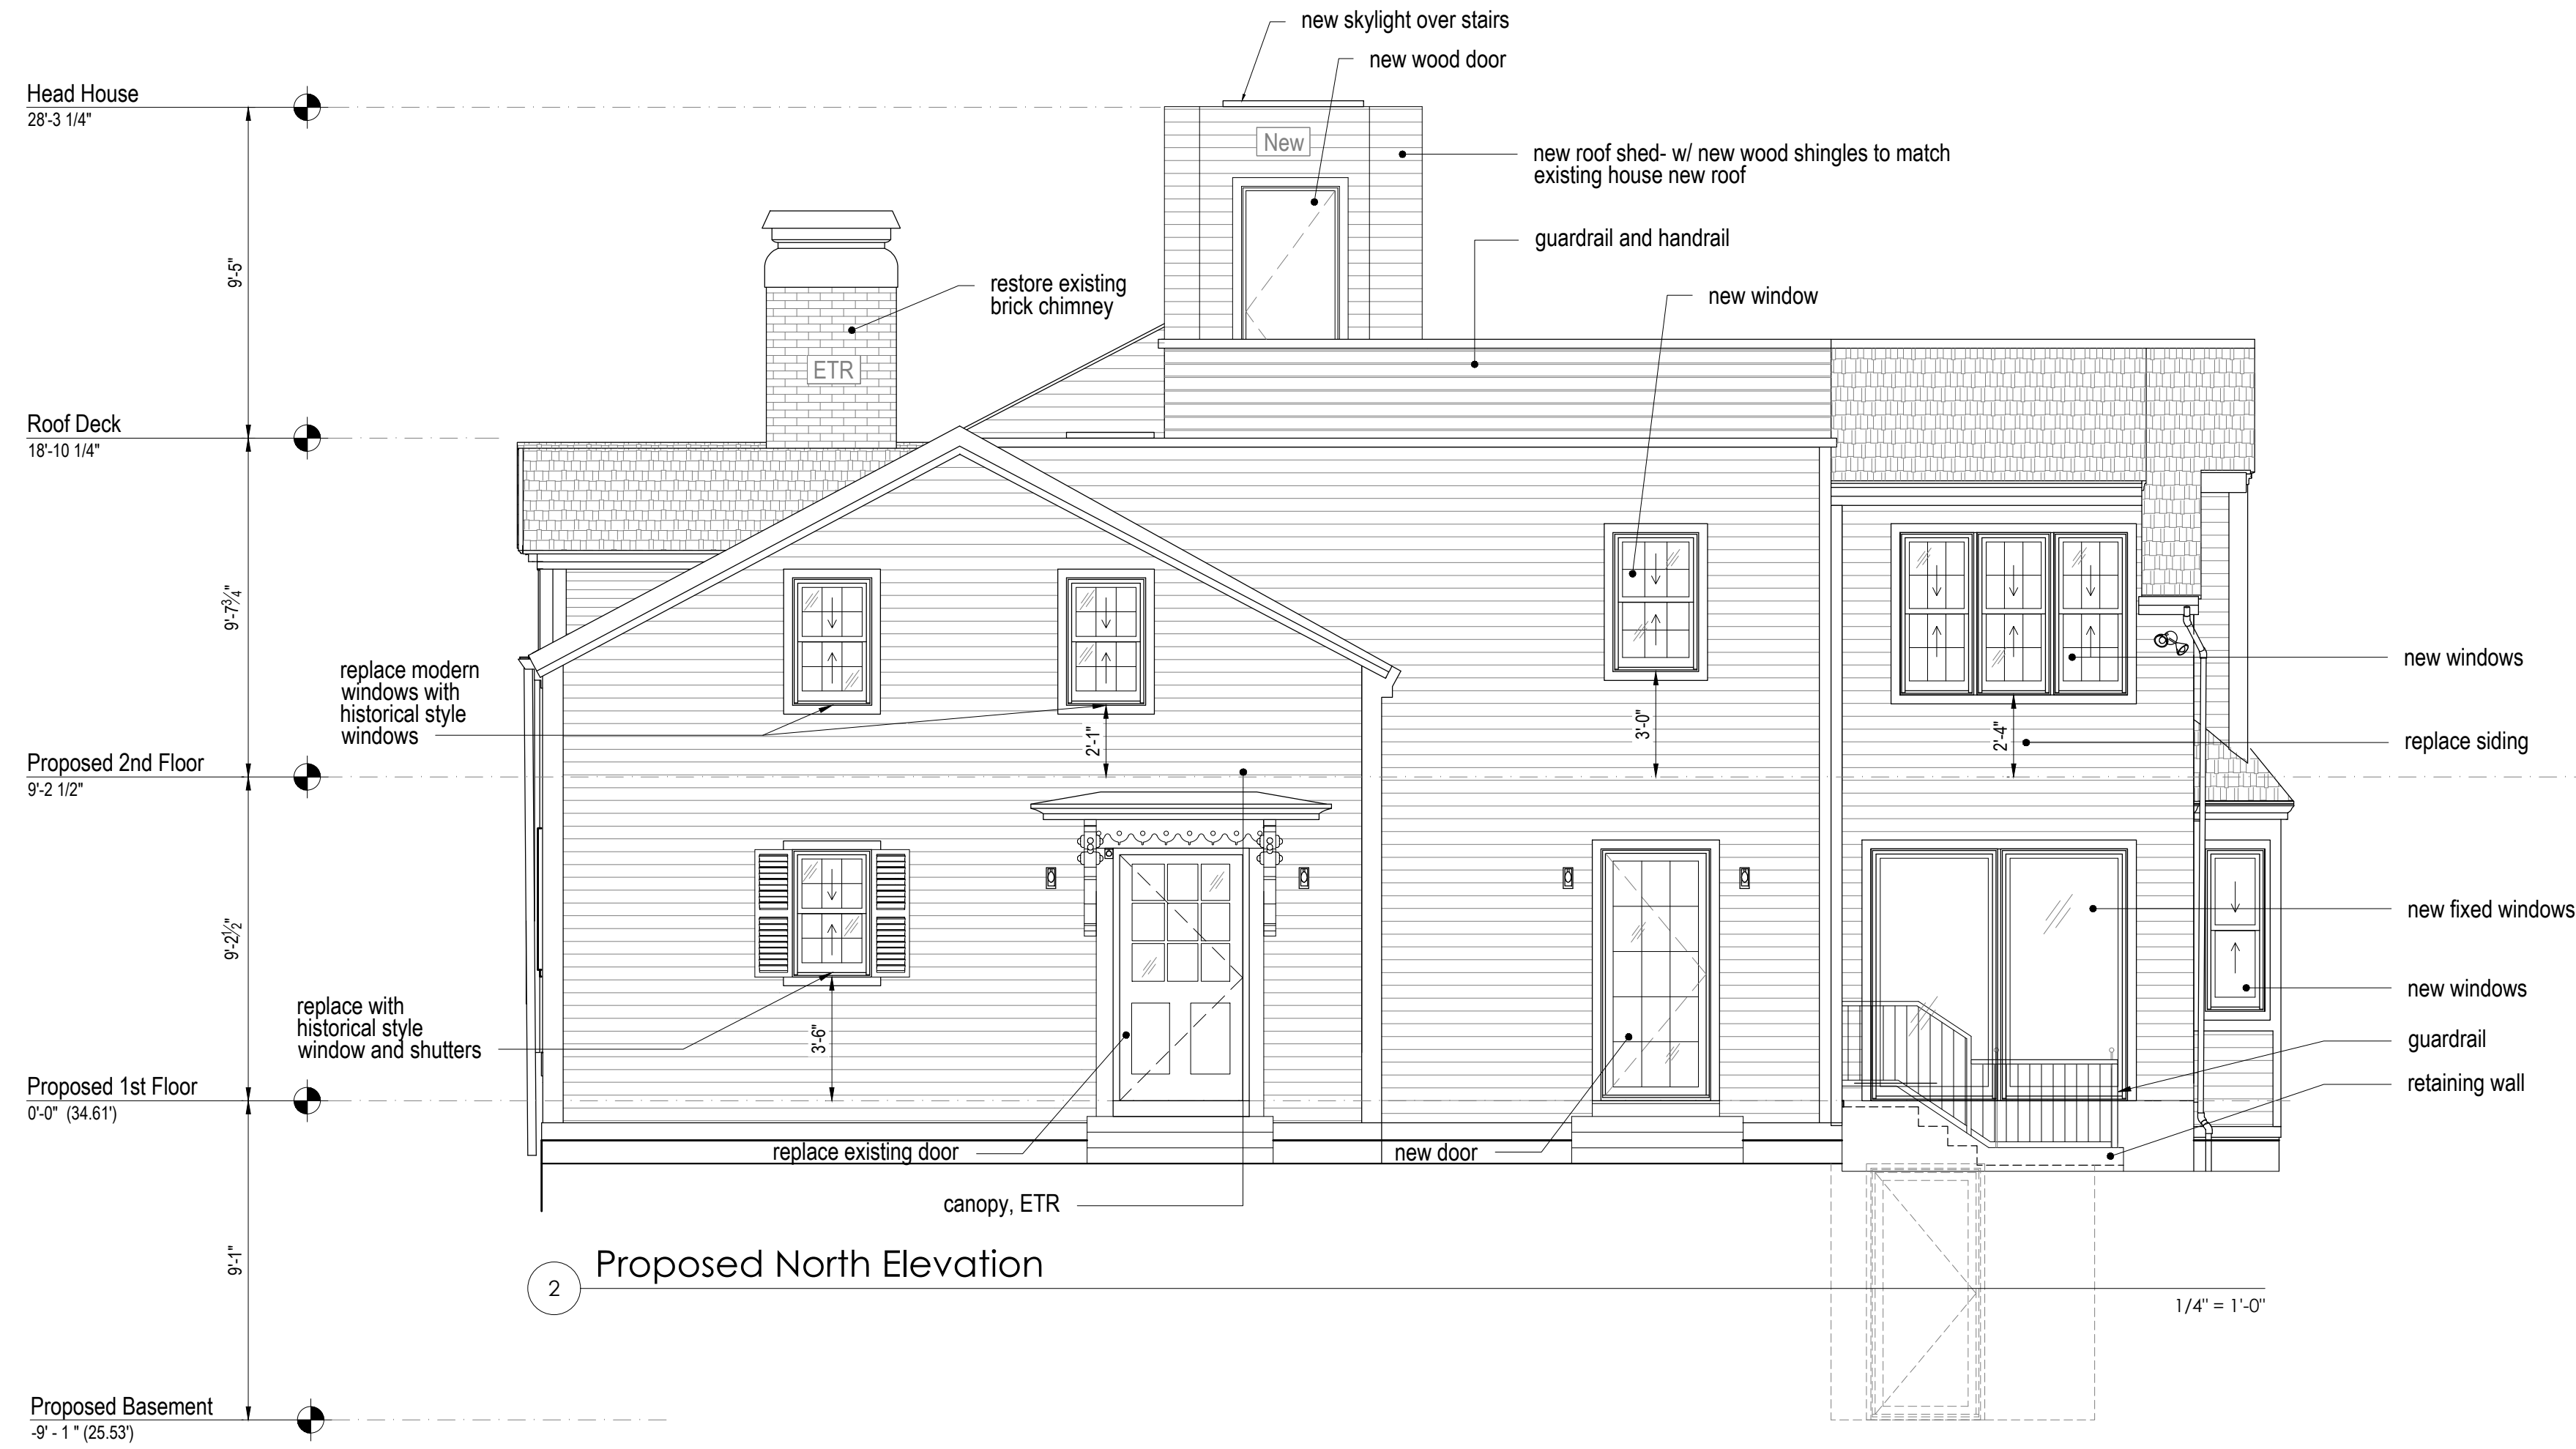 new skylight over stairs
new wood door
Head House
28'-3 1/4"
New
new roof shed- w/ new wood shingles to match
existing house new roof
guardrail and handrail
9'-5"
restore existing
brick chimney
new window
ETR
Roof Deck
18'-10 1/4"
9'-7¾"
replace modern
windows with
historical style
windows
new windows
2'-1"
3'-0"
2'-4"
replace siding
Proposed 2nd Floor
9'-2 1/2"
9'-2½"
new fixed windows
new windows
replace with
historical style
window and shutters
3'-6"
guardrail
retaining wall
Proposed 1st Floor
0'-0" (34.61')
replace existing door
new door
canopy, ETR
9'-1"
Proposed North Elevation
2
1/4" = 1'-0"
Proposed Basement
-9' - 1 " (25.53')